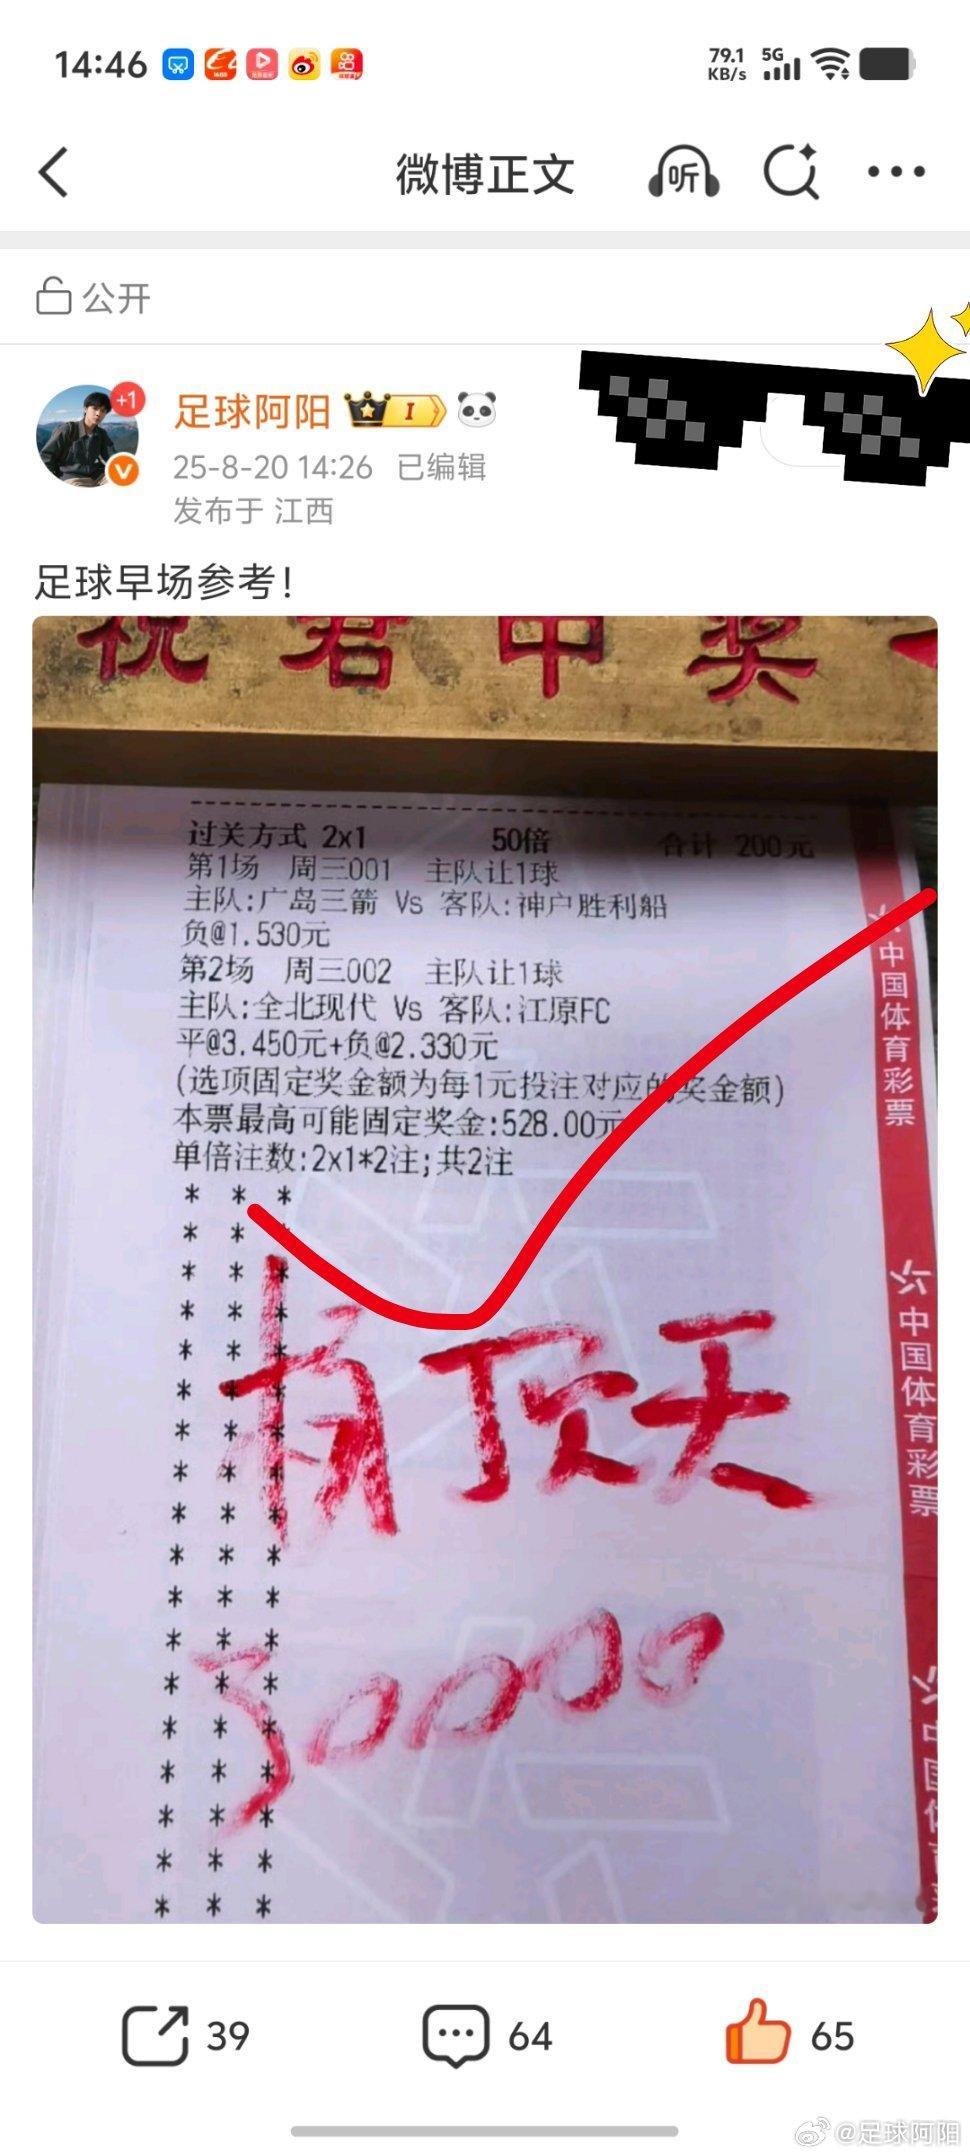 14:46
79.1 KB/s 5G
微博正文
听
公开
+1
足球阿阳 I
25-8-20 14:26 已编辑
发布于 江西
足球早场参考!
祝君中奖
过关方式 2x1 50倍 合计 200元
第1场 周三001 主队让1球
主队:广岛三箭 Vs 客队:神户胜利船
负@1.530元
第2场 周三002 主队让1球
主队:全北现代 Vs 客队:江原FC
平@3.450元+负@2.330元
(选项固定奖金额为每1元投注对应的奖金额)
本票最高可能固定奖金:528.00元
单倍注数:2x1*2注;共2注
顶天
30000
中国体育彩票
中国体育彩票
39
64
65
@足球阿阳